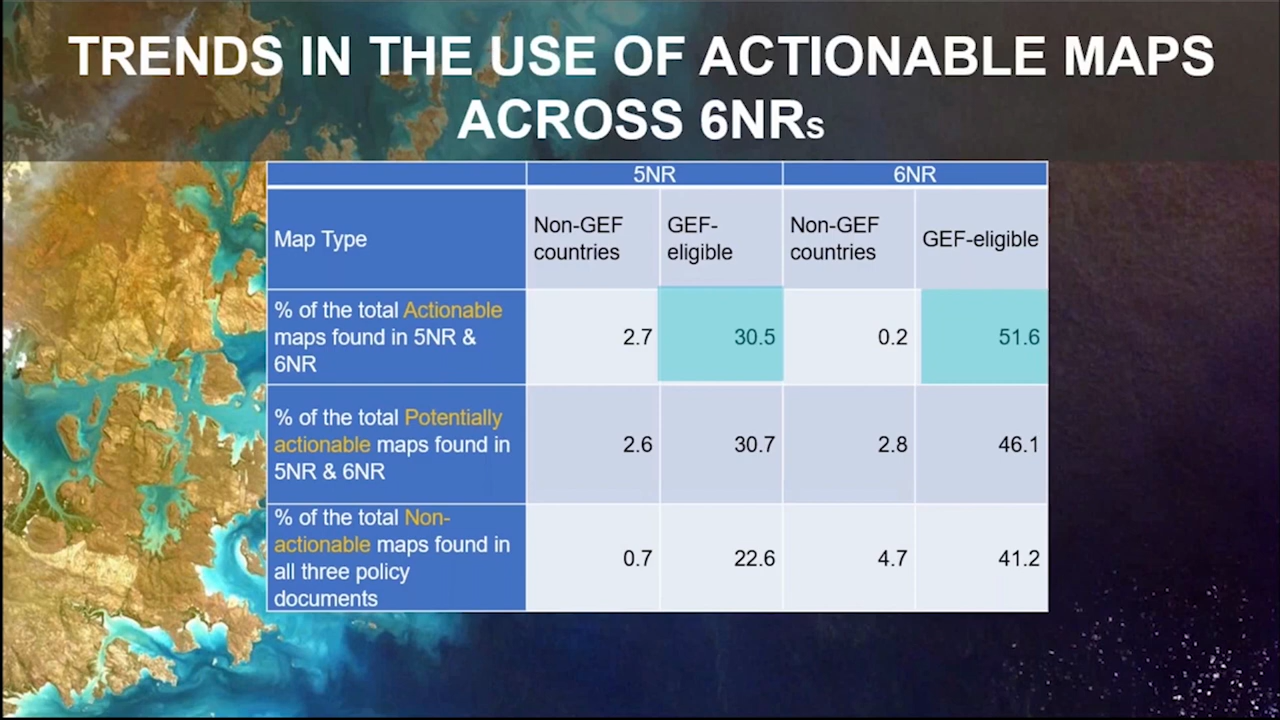 TRENDS IN THE USE OF ACTIONABLE MAPS
ACROSS 6NRs
5NR 6NR
Map Type
Non-GEF
countries
GEF-
eligible
Non-GEF
countries
GEF-eligible
% of the total Actionable
maps found in 5NR &
6NR
2.7 30.5 0.2 51.6
% of the total Potentially
actionable maps found in
5NR & 6NR
2.6 30.7 2.8 46.1
% of the total Non-
actionable maps found in
all three policy
documents
0.7 22.6 4.7 41.2